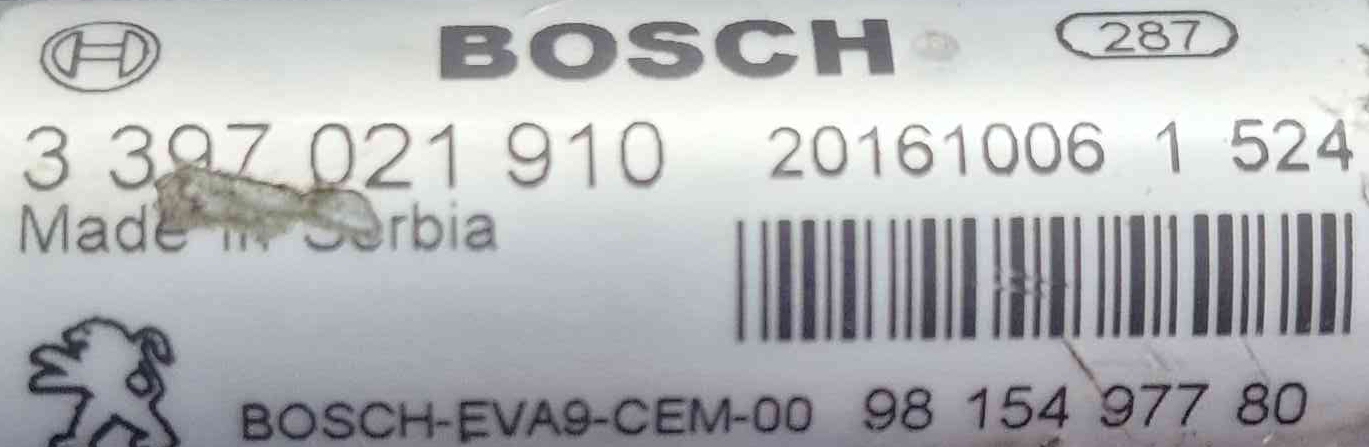 BOSCH 287
3 397 021 910 20161006 1 524
Made in Serbia
BOSCH-EVA9-CEM-00 98 154 977 80